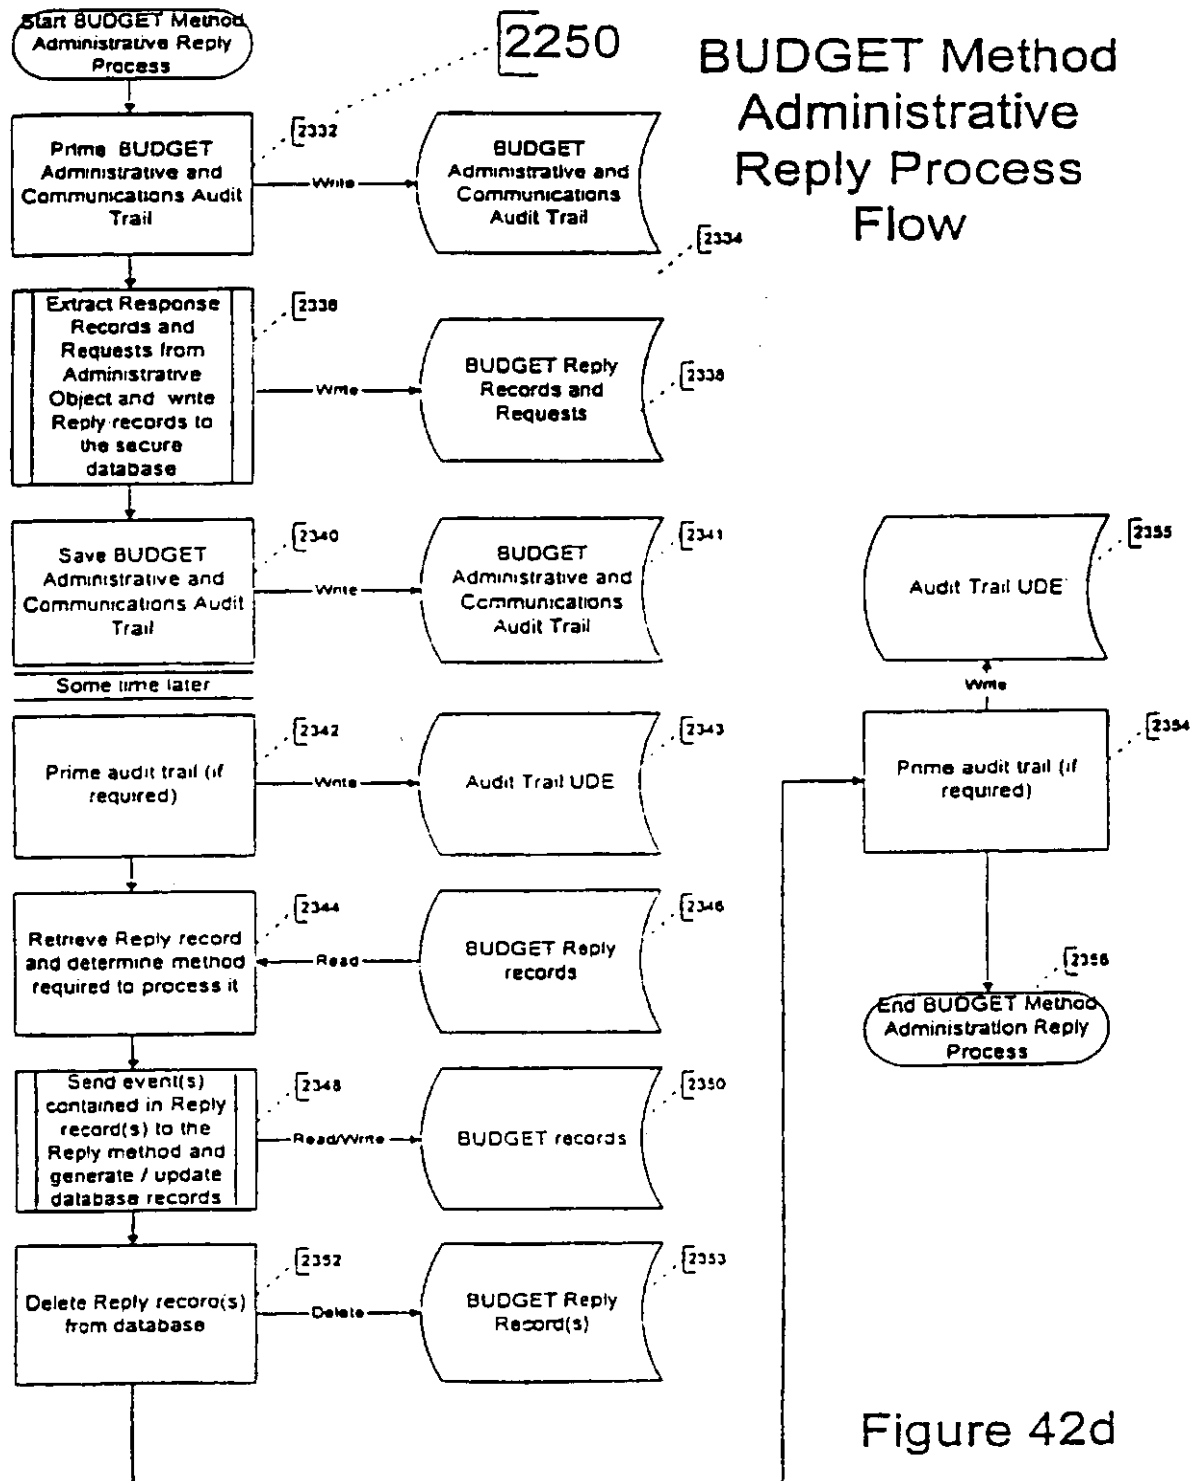 Start BUDGET Method
Administrative Reply
Process
2250
BUDGET Method
Administrative
Reply Process
Flow
Prime BUDGET
Administrative and
Communications Audit
Trail
2332
Write
BUDGET
Administrative and
Communications
Audit Trail
2334
Extract Response
Records and
Requests from
Administrative
Object and write
Reply records to
the secure
database
2338
Write
BUDGET Reply
Records and
Requests
2338
Save BUDGET
Administrative and
Communications Audit
Trail
2340
Write
BUDGET
Administrative and
Communications
Audit Trail
2341
Some time later
Prime audit trail (if
required)
2342
Write
Audit Trail UDE
2343
Retrieve Reply record
and determine method
required to process it
2344
Read
BUDGET Reply
records
2346
Send event(s)
contained in Reply
record(s) to the
Reply method and
generate / update
database records
2348
Read/Write
BUDGET records
2350
Delete Reply record(s)
from database
2352
Delete
BUDGET Reply
Record(s)
2353
Audit Trail UDE
2355
Write
Prime audit trail (if
required)
2354
2356
End BUDGET Method
Administration Reply
Process
Figure 42d